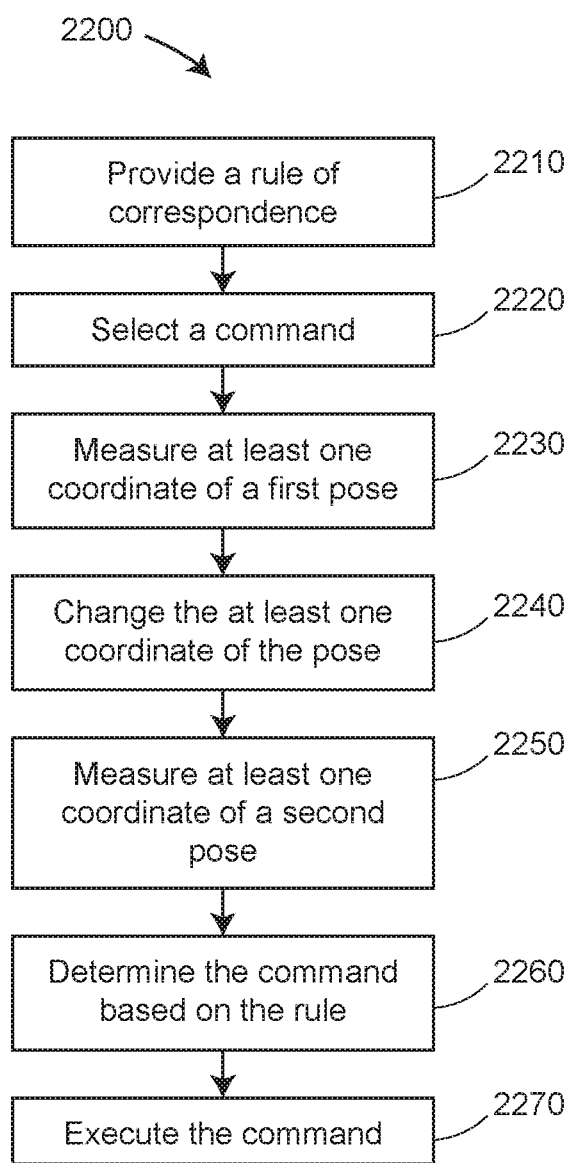 2200
Provide a rule of
correspondence
2210
Select a command
2220
Measure at least one
coordinate of a first pose
2230
Change the at least one
coordinate of the pose
2240
Measure at least one
coordinate of a second
pose
2250
Determine the command
based on the rule
2260
Execute the command
2270